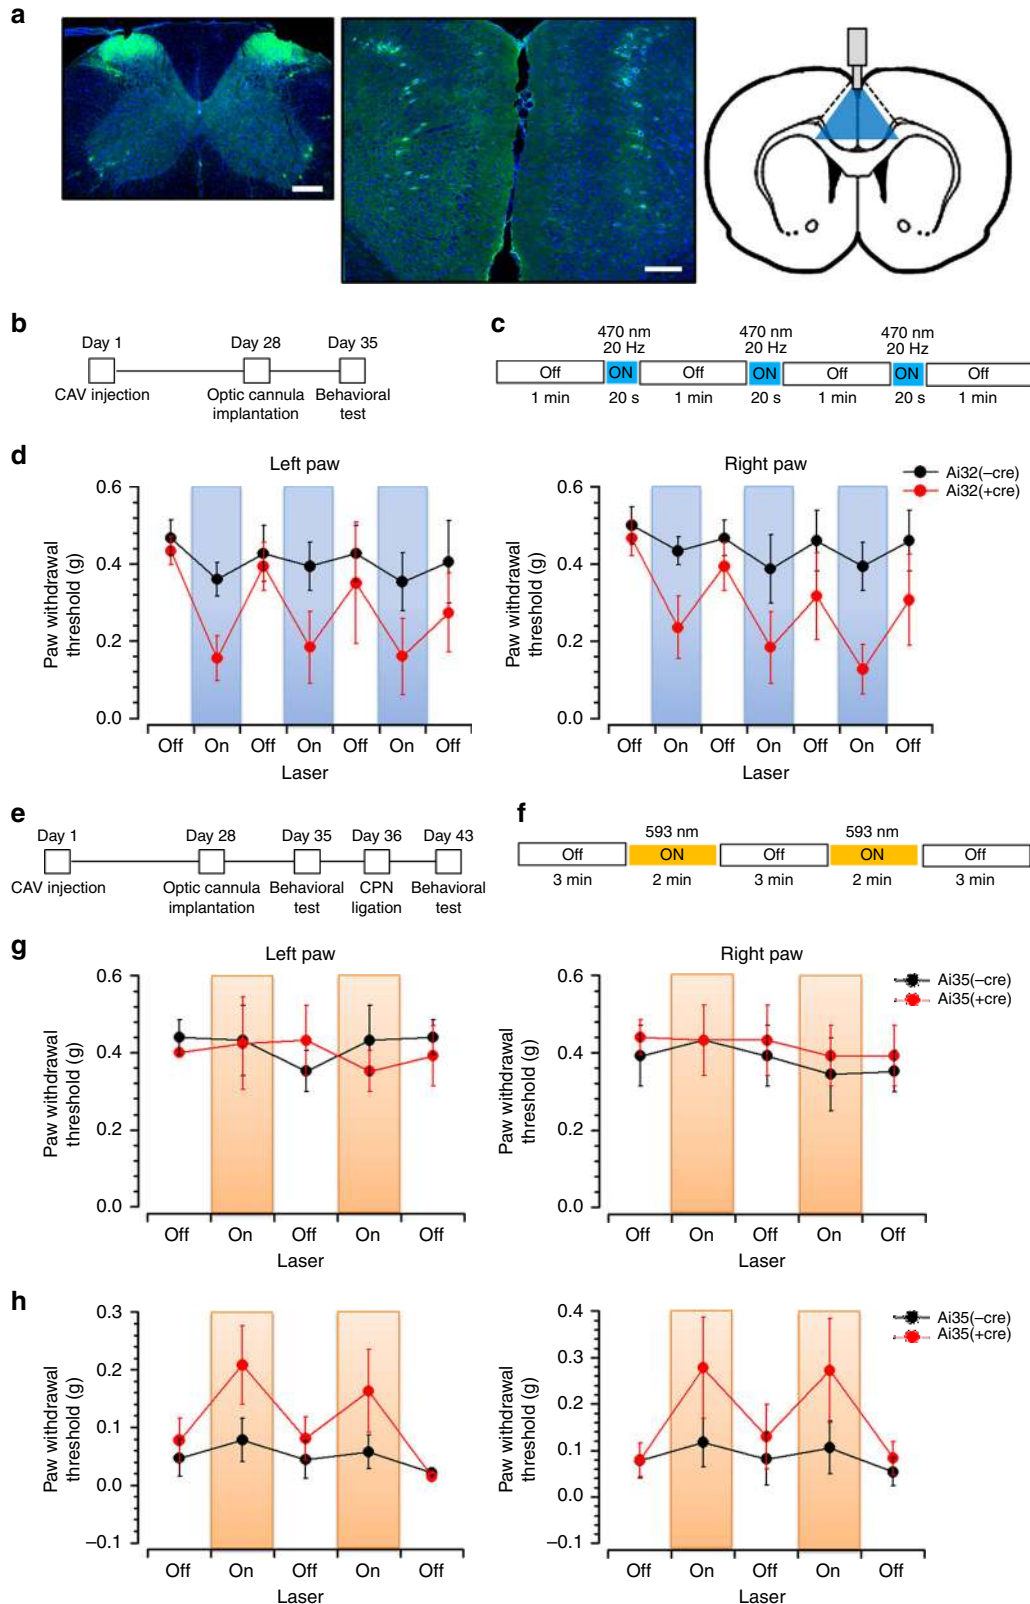 a
b
Day 1
Day 28
Day 35
CAV injection
Optic cannula
implantation
Behavioral
test
c
470 nm
20 Hz
470 nm
20 Hz
470 nm
20 Hz
Off
ON
Off
ON
Off
ON
Off
1 min
20 s
1 min
20 s
1 min
20 s
1 min
d
Left paw
Paw withdrawal
threshold (g)
0.6
0.4
0.2
0.0
Off
On
Off
On
Off
On
Off
Laser
Right paw
Ai32(–cre)
Ai32(+cre)
Paw withdrawal
threshold (g)
0.6
0.4
0.2
0.0
Off
On
Off
On
Off
On
Off
Laser
e
Day 1
Day 28
Day 35
Day 36
Day 43
CAV injection
Optic cannula
implantation
Behavioral
test
CPN
ligation
Behavioral
test
f
593 nm
593 nm
Off
ON
Off
ON
Off
3 min
2 min
3 min
2 min
3 min
g
Left paw
Paw withdrawal
threshold (g)
0.6
0.4
0.2
0.0
Off
On
Off
On
Off
Laser
Right paw
Ai35(–cre)
Ai35(+cre)
Paw withdrawal
threshold (g)
0.6
0.4
0.2
0.0
Off
On
Off
On
Off
Laser
h
Paw withdrawal
threshold (g)
0.3
0.2
0.1
0.0
–0.1
Off
On
Off
On
Off
Laser
Ai35(–cre)
Ai35(+cre)
Paw withdrawal
threshold (g)
0.4
0.3
0.2
0.1
0.0
–0.1
Off
On
Off
On
Off
Laser